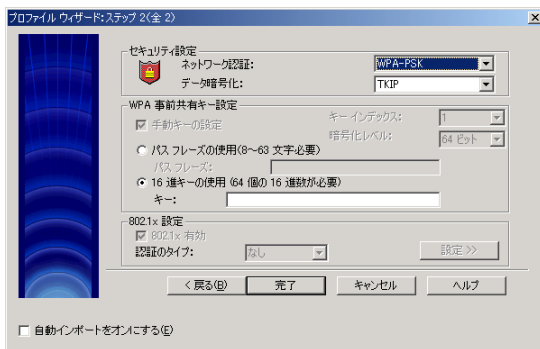 プロファイル ウィザード:ステップ 2(全 2)
セキュリティ設定
ネットワーク認証:
WPA-PSK
データ暗号化:
TKIP
WPA 事前共有キー設定
手動キーの設定
キー インデックス:
1
暗号化レベル:
64 ビット
パス フレーズの使用(8~63 文字必要)
パス フレーズ:
16 進キーの使用 (64 個の 16 進数が必要)
キー:
802.1x 設定
802.1x 有効
認証のタイプ:
なし
設定 >>
< 戻る(B)
完了
キャンセル
ヘルプ
自動インポートをオンにする(E)